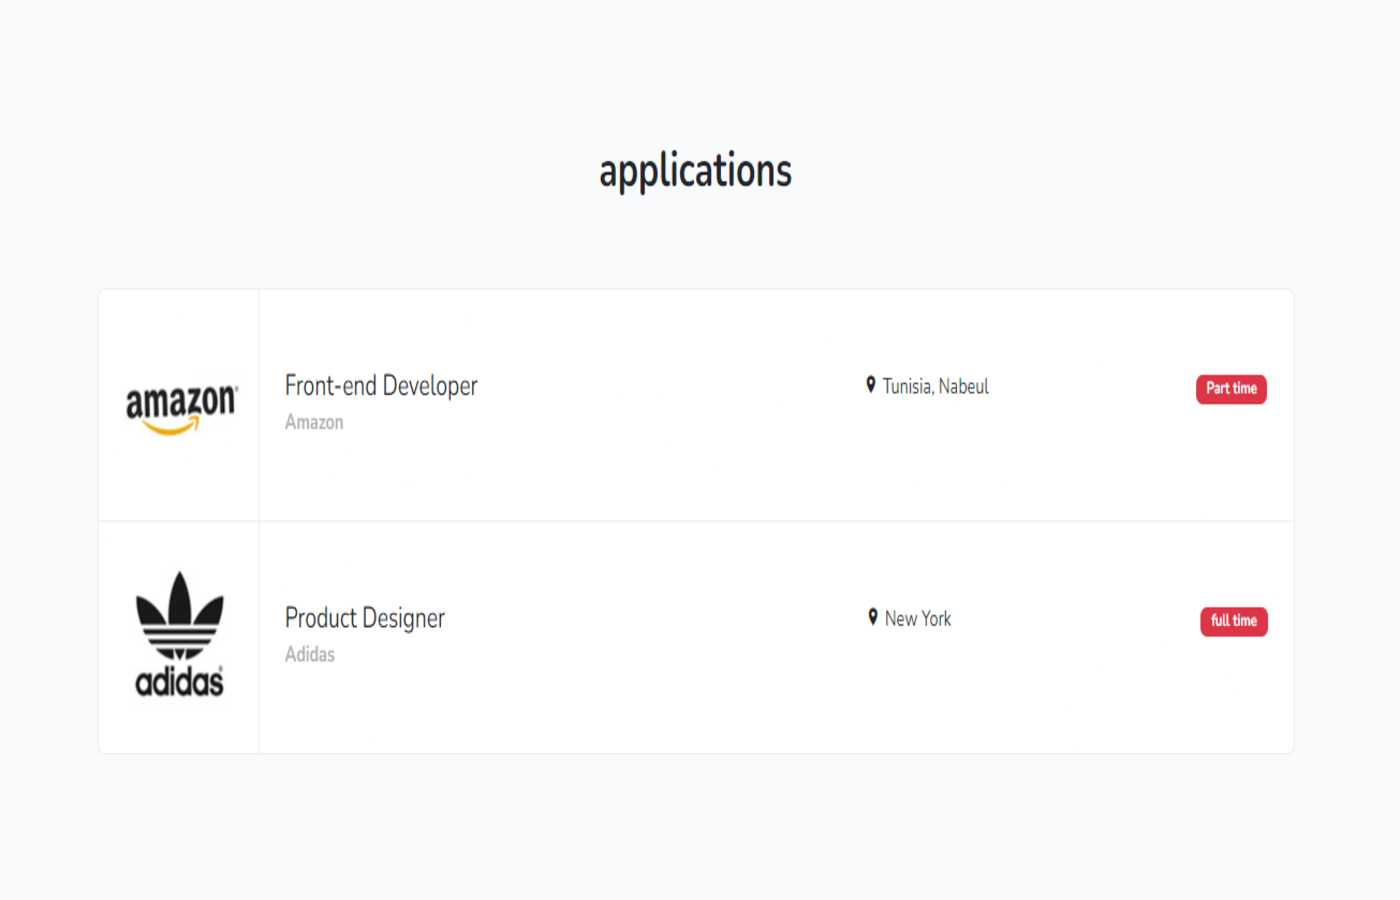 applications
amazon
Front-end Developer
Tunisia, Nabeul
Part time
Amazon
adidas
Product Designer
New York
full time
Adidas